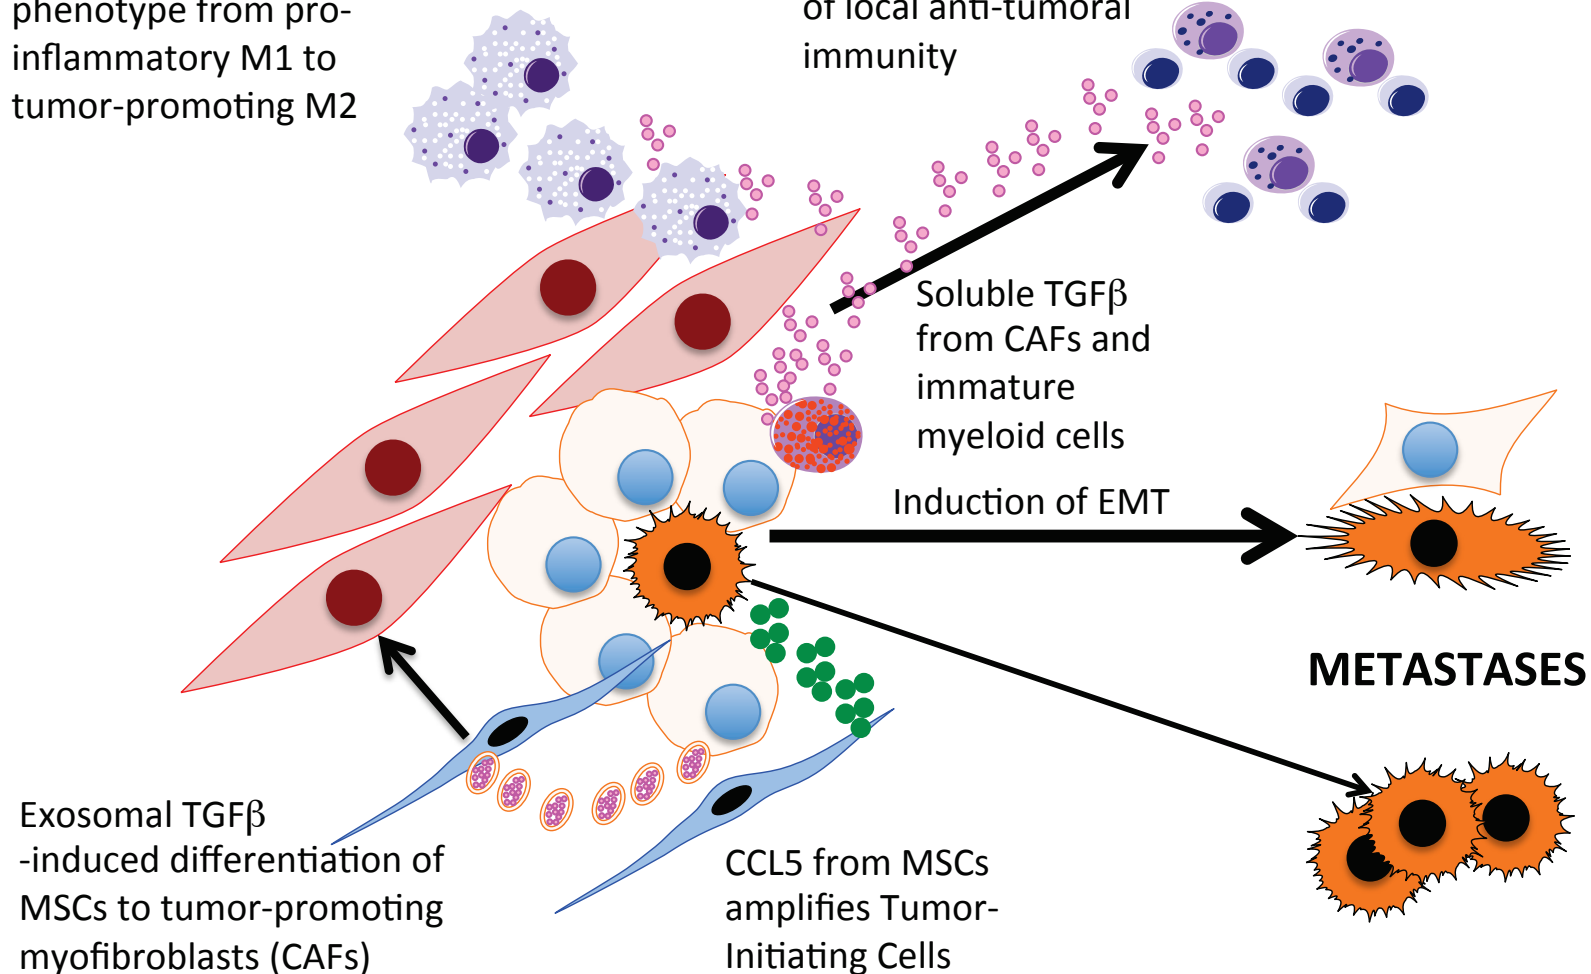 phenotype from pro-
inflammatory M1 to
tumor-promoting M2
of local anti-tumoral
immunity
Soluble TGFβ
from CAFs and
immature
myeloid cells
Induction of EMT
METASTASES
Exosomal TGFβ
-induced differentiation of
MSCs to tumor-promoting
myofibroblasts (CAFs)
CCL5 from MSCs
amplifies Tumor-
Initiating Cells